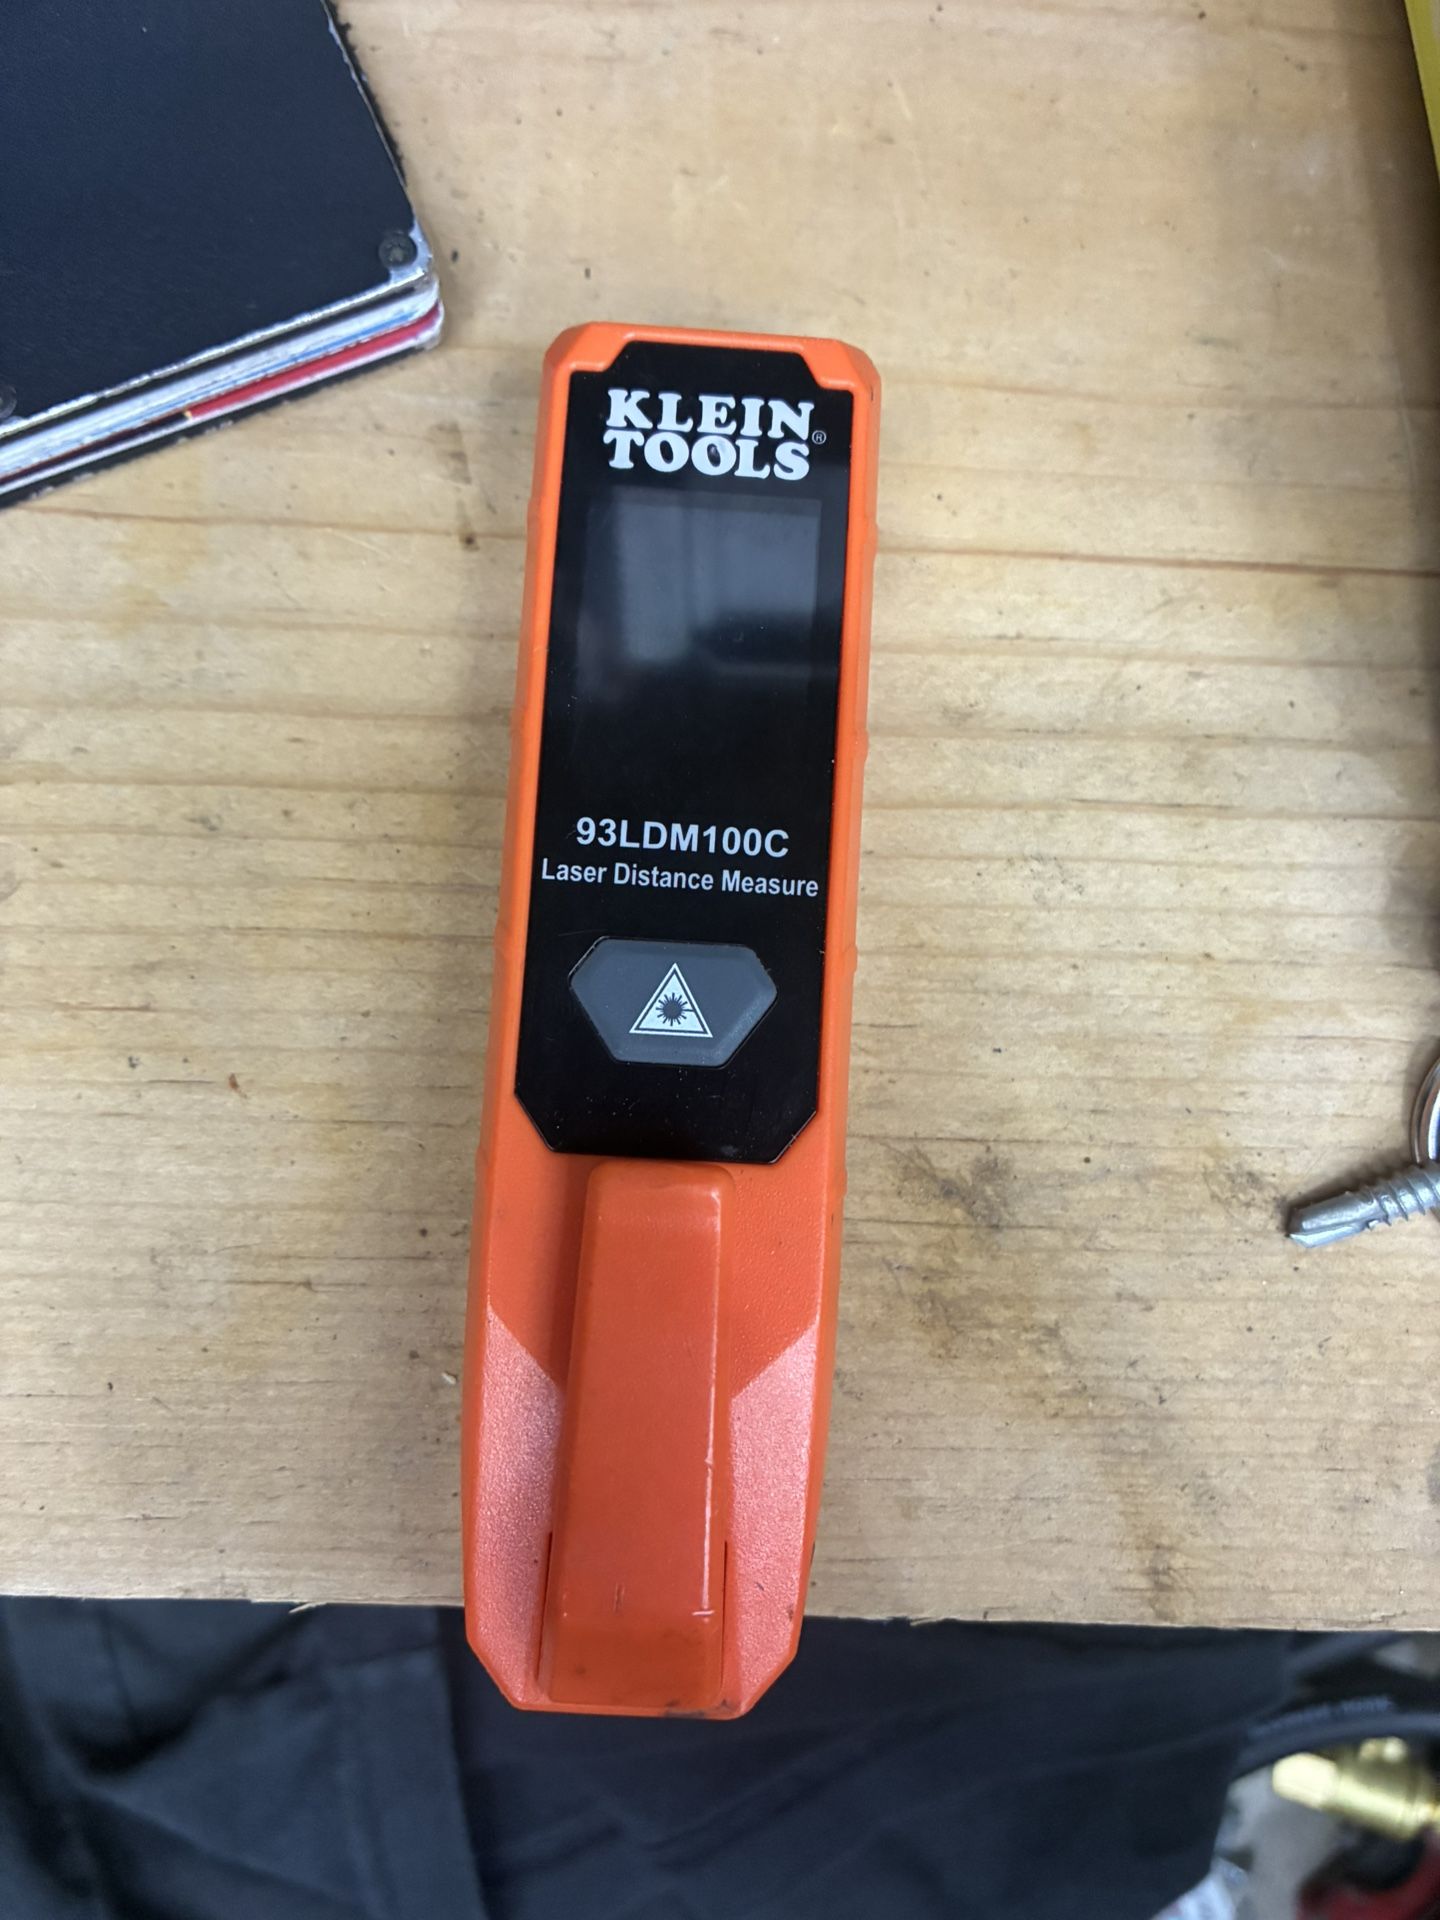 KLEIN
TOOLS®
93LDM100C
Laser Distance Measure